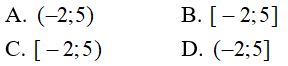 A. (–2;5) B. [ – 2;5]
C. [ – 2;5) D. (–2;5]